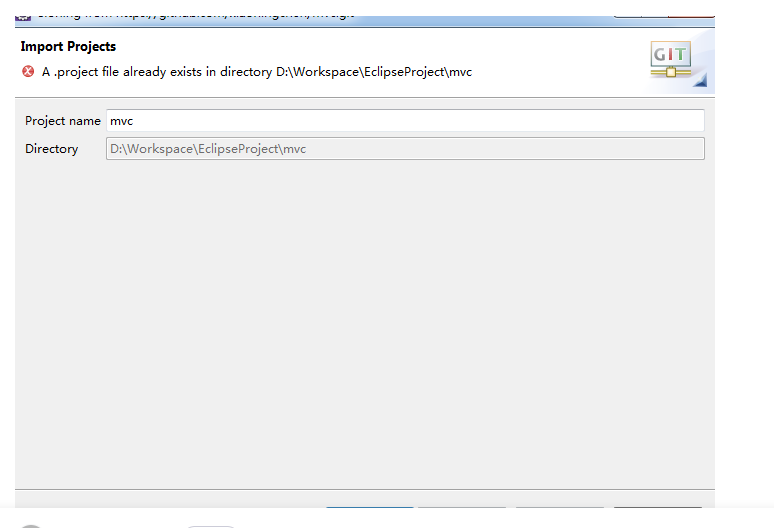 Import Projects
GIT
A .project file already exists in directory D:\Workspace\EclipseProject\mvc
Project name mvc
Directory D:\Workspace\EclipseProject\mvc